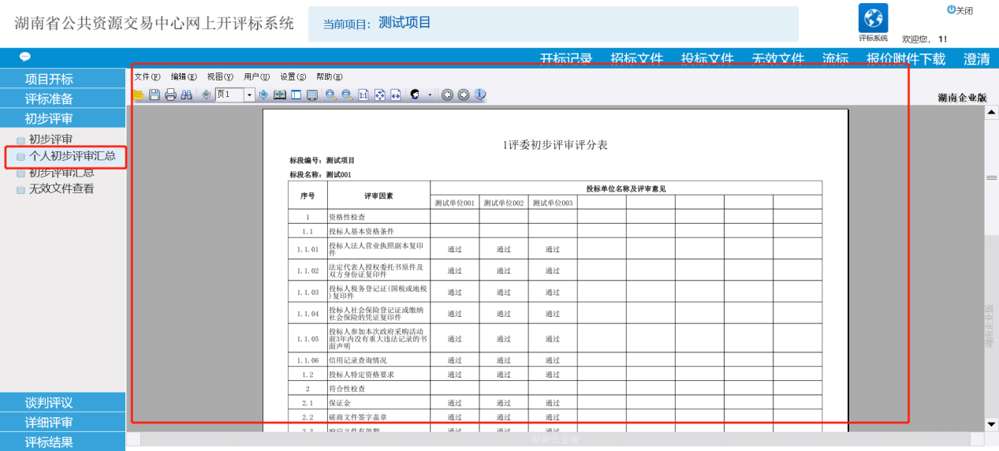 湖南省公共资源交易中心网上开评标系统
当前项目： 测试项目
关闭
评标系统 欢迎您， 1!
开标记录 招标文件 投标文件 无效文件 流标 报价附件下载 澄清
项目开标
评标准备
初步评审
初步评审
个人初步评审汇总
初步评审汇总
无效文件查看
谈判评议
详细评审
评标结果
文件(F) 编辑(E) 视图(V) 用户(U) 设置(S) 帮助(H)
页1
湖南企业版
1评委初步评审评分表
标段编号：测试项目
标段名称：测试001
序号 评审因素 投标单位名称及评审意见
测试单位001 测试单位002 测试单位003
1 资格性检查
1.1 投标人基本资格条件
1.1.01 投标人法人营业执照副本复印
件 通过 通过 通过
1.1.02 法定代表人授权委托书原件及
双方身份证复印件 通过 通过 通过
1.1.03 投标人税务登记证(国税或地税
)复印件 通过 通过 通过
1.1.04 投标人社会保险登记证或缴纳
社会保险的凭证复印件 通过 通过 通过
1.1.05 投标人参加本次政府采购活动
前3年内没有重大违法记录的书
面声明 通过 通过 通过
1.1.06 信用记录查询情况 通过 通过 通过
1.2 投标人特定资格要求 通过 通过 通过
2 符合性检查
2.1 保证金 通过 通过 通过
2.2 磋商文件签字盖章 通过 通过 通过
2.3 响应文件有效期 通过 通过 通过
湖南企业版
湖南企业版